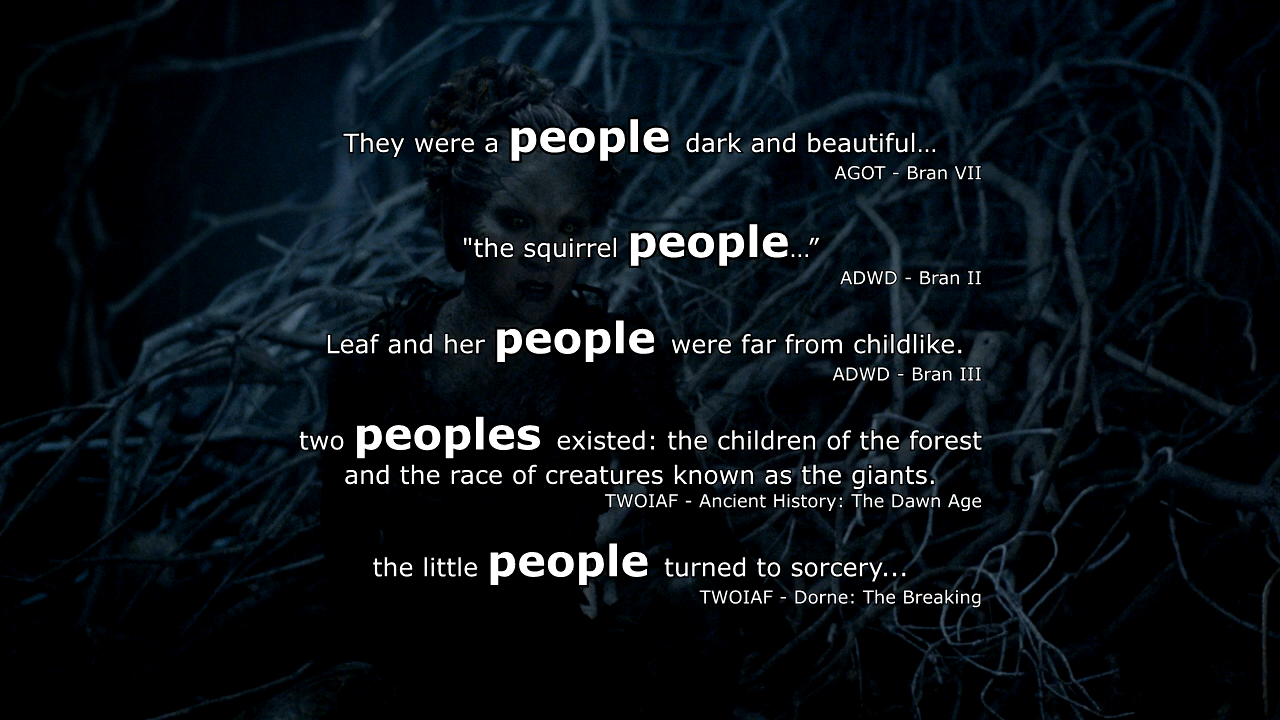 They were a people dark and beautiful…
AGOT - Bran VII
"the squirrel people…”
ADWD - Bran II
Leaf and her people were far from childlike.
ADWD - Bran III
two peoples existed: the children of the forest
and the race of creatures known as the giants.
TWOIAF - Ancient History: The Dawn Age
the little people turned to sorcery...
TWOIAF - Dorne: The Breaking